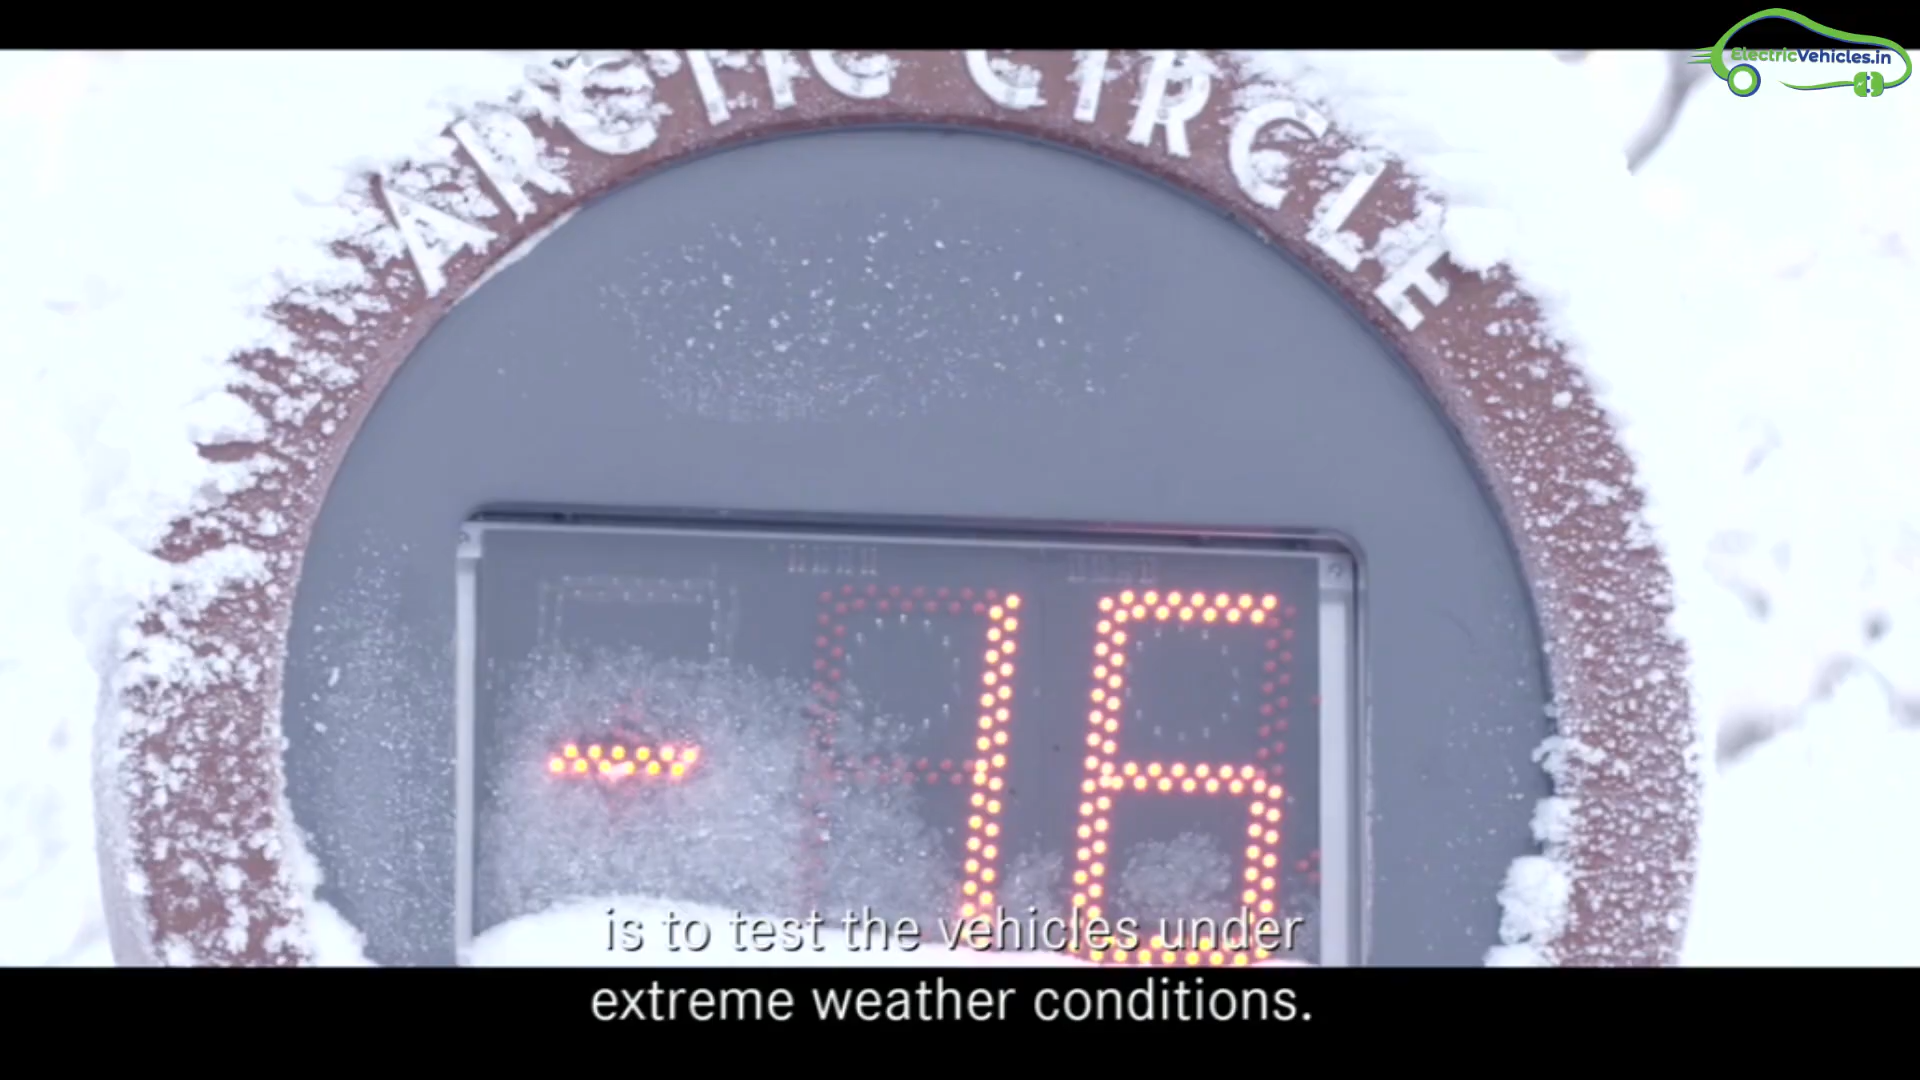 ElectricVehicles.in
ARCTIC CIRCLE
-16
is to test the vehicles under
extreme weather conditions.